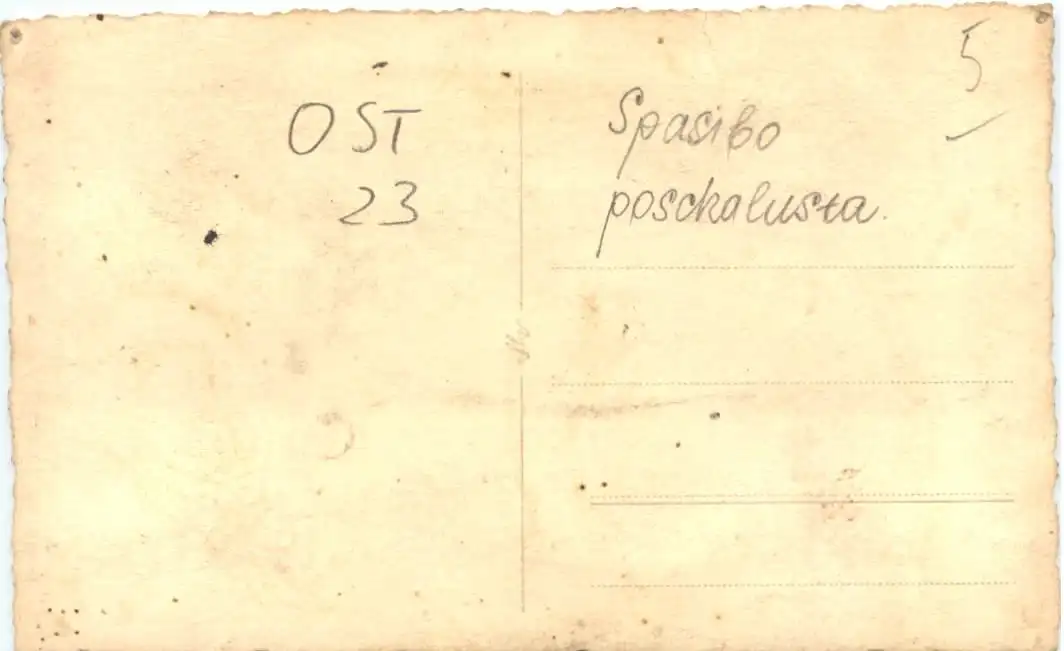 5
OST
23
Spasibo
poschalusta.